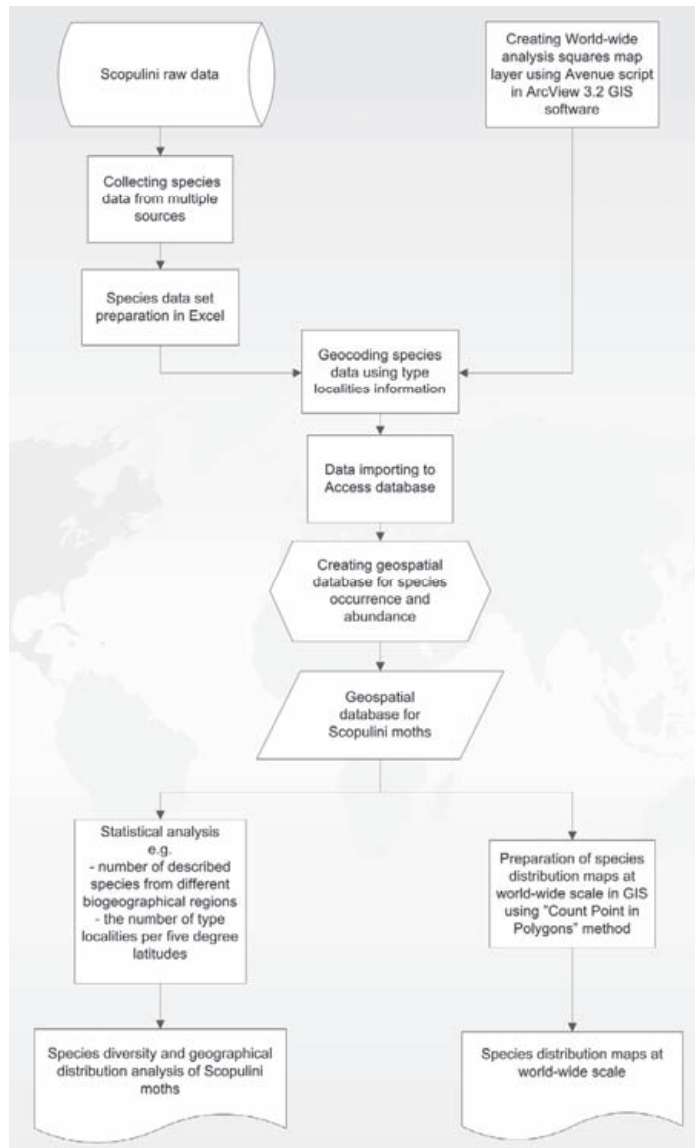 Scopulini raw data
Creating World-wide
analysis squares map
layer using Avenue script
in ArcView 3.2 GIS
software
Collecting species
data from multiple
sources
Species data set
preparation in Excel
Geocoding species
data using type
localities information
Data importing to
Access database
Creating geospatial
database for species
occurrence and
abundance
Geospatial
database for
Scopulini moths
Statistical analysis
e.g.
- number of described
species from different
biogeographical regions
- the number of type
localities per five degree
latitudes
Preparation of species
distribution maps at
world-wide scale in GIS
using "Count Point in
Polygons" method
Species diversity and geographical
distribution analysis of Scopulini
moths
Species distribution maps at
world-wide scale